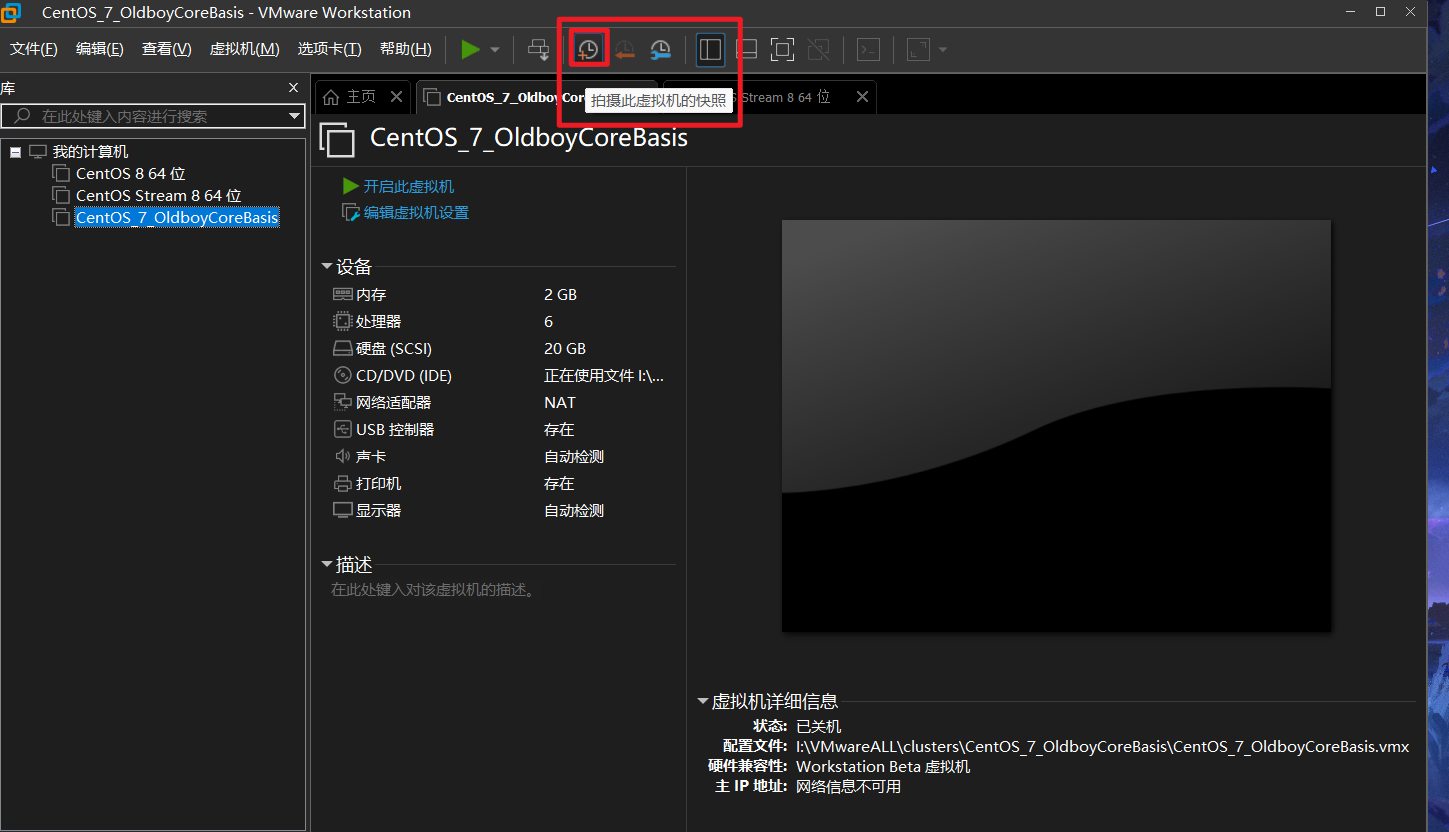 CentOS_7_OldboyCoreBasis - VMware Workstation
文件(F) 编辑(E) 查看(V) 虚拟机(M) 选项卡(T) 帮助(H)
库
在此处键入内容进行搜索
我的计算机
CentOS 8 64 位
CentOS Stream 8 64 位
CentOS_7_OldboyCoreBasis
主页 CentOS_7_OldboyCor Stream 8 64 位
拍摄此虚拟机的快照
CentOS_7_OldboyCoreBasis
开启此虚拟机
编辑虚拟机设置
设备
内存 2 GB
处理器 6
硬盘 (SCSI) 20 GB
CD/DVD (IDE) 正在使用文件 I:\...
网络适配器 NAT
USB 控制器 存在
声卡 自动检测
打印机 存在
显示器 自动检测
描述
在此处键入对该虚拟机的描述。
虚拟机详细信息
状态: 已关机
配置文件: I:\VMwareALL\clusters\CentOS_7_OldboyCoreBasis\CentOS_7_OldboyCoreBasis.vmx
硬件兼容性: Workstation Beta 虚拟机
主 IP 地址: 网络信息不可用